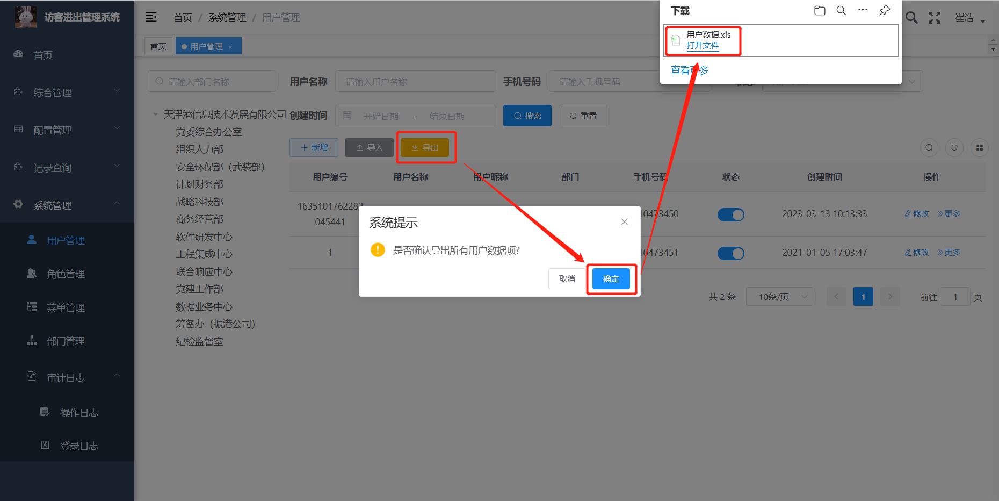 访客进出管理系统
首页
综合管理
配置管理
记录查询
系统管理
用户管理
角色管理
菜单管理
部门管理
审计日志
操作日志
登录日志
首页 / 系统管理 / 用户管理
崔浩
首页
用户管理 ×
下载
用户数据.xls
打开文件
查看更多
请输入部门名称
用户名称 请输入用户名称
手机号码 请输入手机号码
天津港信息技术发展有限公司
党委综合办公室
组织人力部
安全环保部（武装部）
计划财务部
战略科技部
商务经营部
软件研发中心
工程集成中心
联合响应中心
党建工作部
数据业务中心
筹备办（振港公司）
纪检监督室
创建时间 开始日期 - 结束日期 搜索 重置
新增 导入 导出
用户编号 用户名称 用户昵称 部门 手机号码 状态 创建时间 操作
1635101762282
045441
10473450 2023-03-13 10:13:33 修改 更多
1 10473451 2021-01-05 17:03:47 修改 更多
系统提示
是否确认导出所有用户数据项?
取消 确定
共 2 条 10条/页 1 前往 1 页